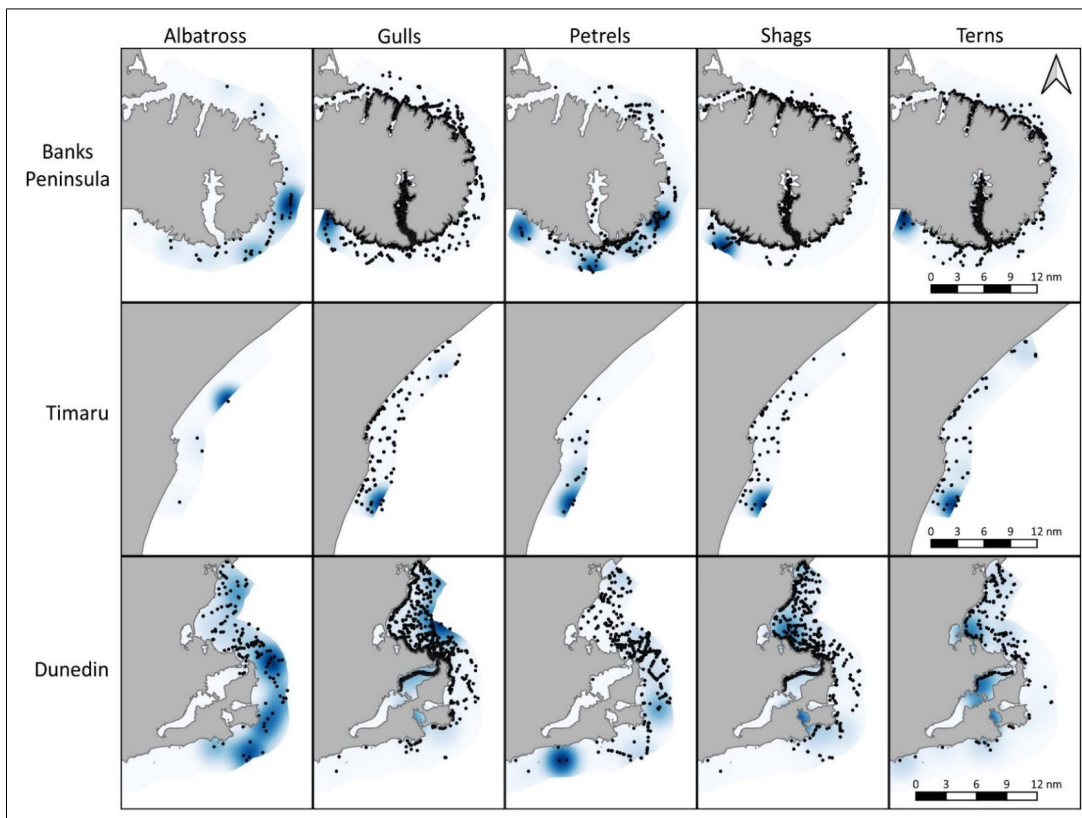 Albatross Gulls Petrels Shags Terns
Banks
Peninsula
0 3 6 9 12 nm
Timaru
0 3 6 9 12 nm
Dunedin
0 3 6 9 12 nm